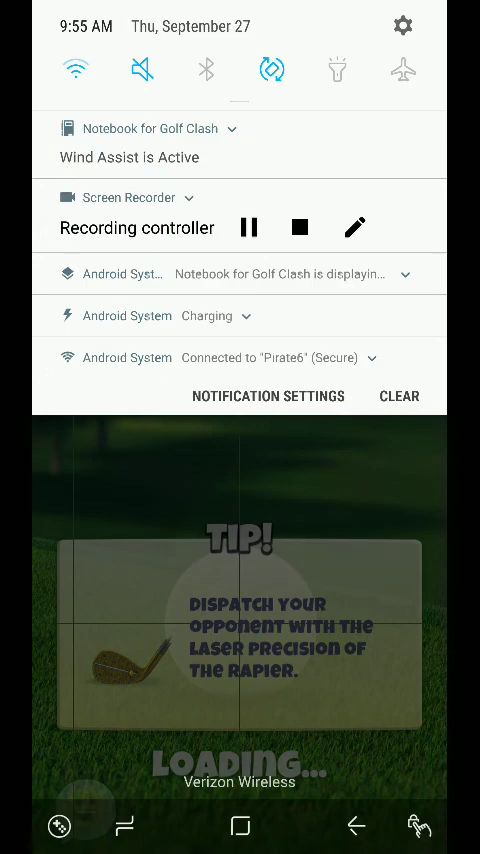 9:55 AM Thu, September 27
Notebook for Golf Clash
Wind Assist is Active
Screen Recorder
Recording controller
Android Syst... Notebook for Golf Clash is displayin...
Android System Charging
Android System Connected to "Pirate6" (Secure)
NOTIFICATION SETTINGS CLEAR
TIP!
DISPATCH YOUR
OPPONENT WITH THE
LASER PRECISION OF
THE RAPIER.
LOADING...
Verizon Wireless